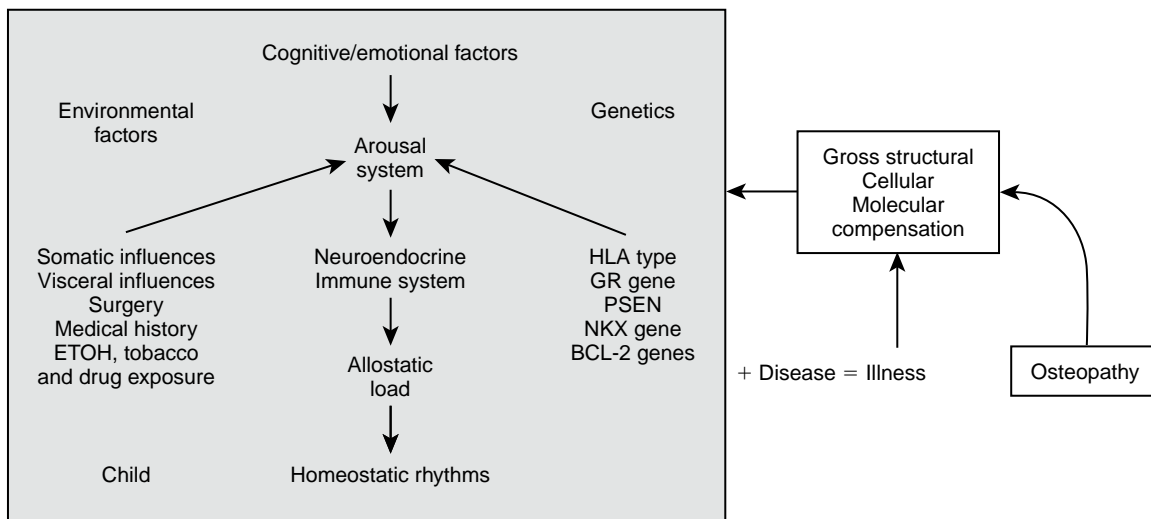 Cognitive/emotional factors
Environmental
factors
Genetics
Arousal
system
Somatic influences
Visceral influences
Surgery
Medical history
ETOH, tobacco
and drug exposure
Neuroendocrine
Immune system
HLA type
GR gene
PSEN
NKX gene
BCL-2 genes
Allostatic
load
Child
Homeostatic rhythms
Gross structural
Cellular
Molecular
compensation
+ Disease = Illness
Osteopathy